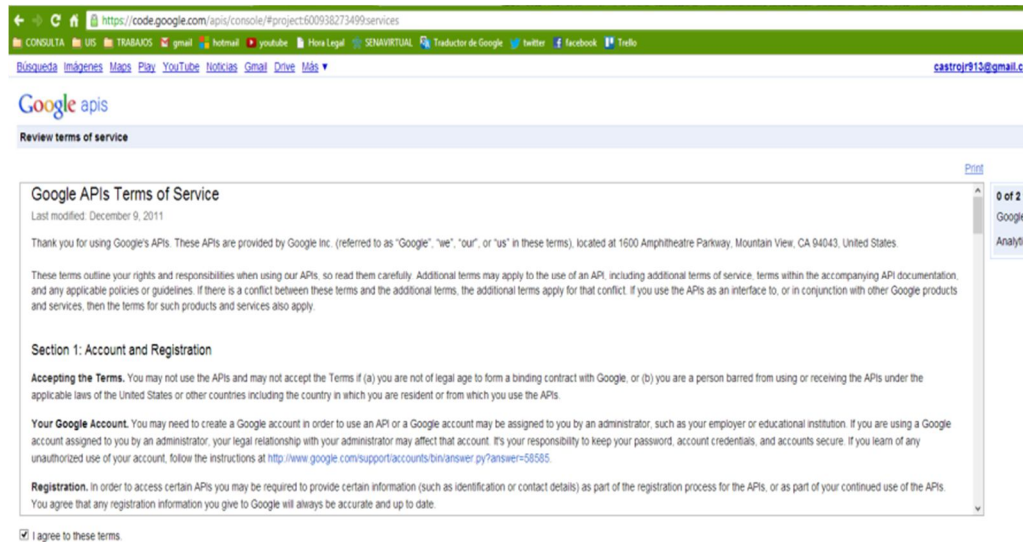 https://code.google.com/apis/console/#project:600938273499:services
CONSULTA UIS TRABAJOS gmail hotmail youtube Hora Legal SENAVIRTUAL Traductor de Google twitter facebook Trello
Búsqueda Imágenes Maps Play YouTube Noticias Gmail Drive Más ▼ castrojr913@gmail.c
Google apis
Review terms of service
Print
Google APIs Terms of Service
Last modified: December 9, 2011
Thank you for using Google's APIs. These APIs are provided by Google Inc. (referred to as "Google", "we", "our", or "us" in these terms), located at 1600 Amphitheatre Parkway, Mountain View, CA 94043, United States.
These terms outline your rights and responsibilities when using our APIs, so read them carefully. Additional terms may apply to the use of an API, including additional terms of service, terms within the accompanying API documentation,
and any applicable policies or guidelines. If there is a conflict between these terms and the additional terms, the additional terms apply for that conflict. If you use the APIs as an interface to, or in conjunction with other Google products
and services, then the terms for such products and services also apply.
Section 1: Account and Registration
Accepting the Terms. You may not use the APIs and may not accept the Terms if (a) you are not of legal age to form a binding contract with Google, or (b) you are a person barred from using or receiving the APIs under the
applicable laws of the United States or other countries including the country in which you are resident or from which you use the APIs.
Your Google Account. You may need to create a Google account in order to use an API or a Google account may be assigned to you by an administrator, such as your employer or educational institution. If you are using a Google
account assigned to you by an administrator, your legal relationship with your administrator may affect that account. It's your responsibility to keep your password, account credentials, and accounts secure. If you learn of any
unauthorized use of your account, follow the instructions at http://www.google.com/support/accounts/bin/answer.py?answer=58585.
Registration. In order to access certain APIs you may be required to provide certain information (such as identification or contact details) as part of the registration process for the APIs, or as part of your continued use of the APIs.
You agree that any registration information you give to Google will always be accurate and up to date.
0 of 2
Google
Analyti
I agree to these terms.